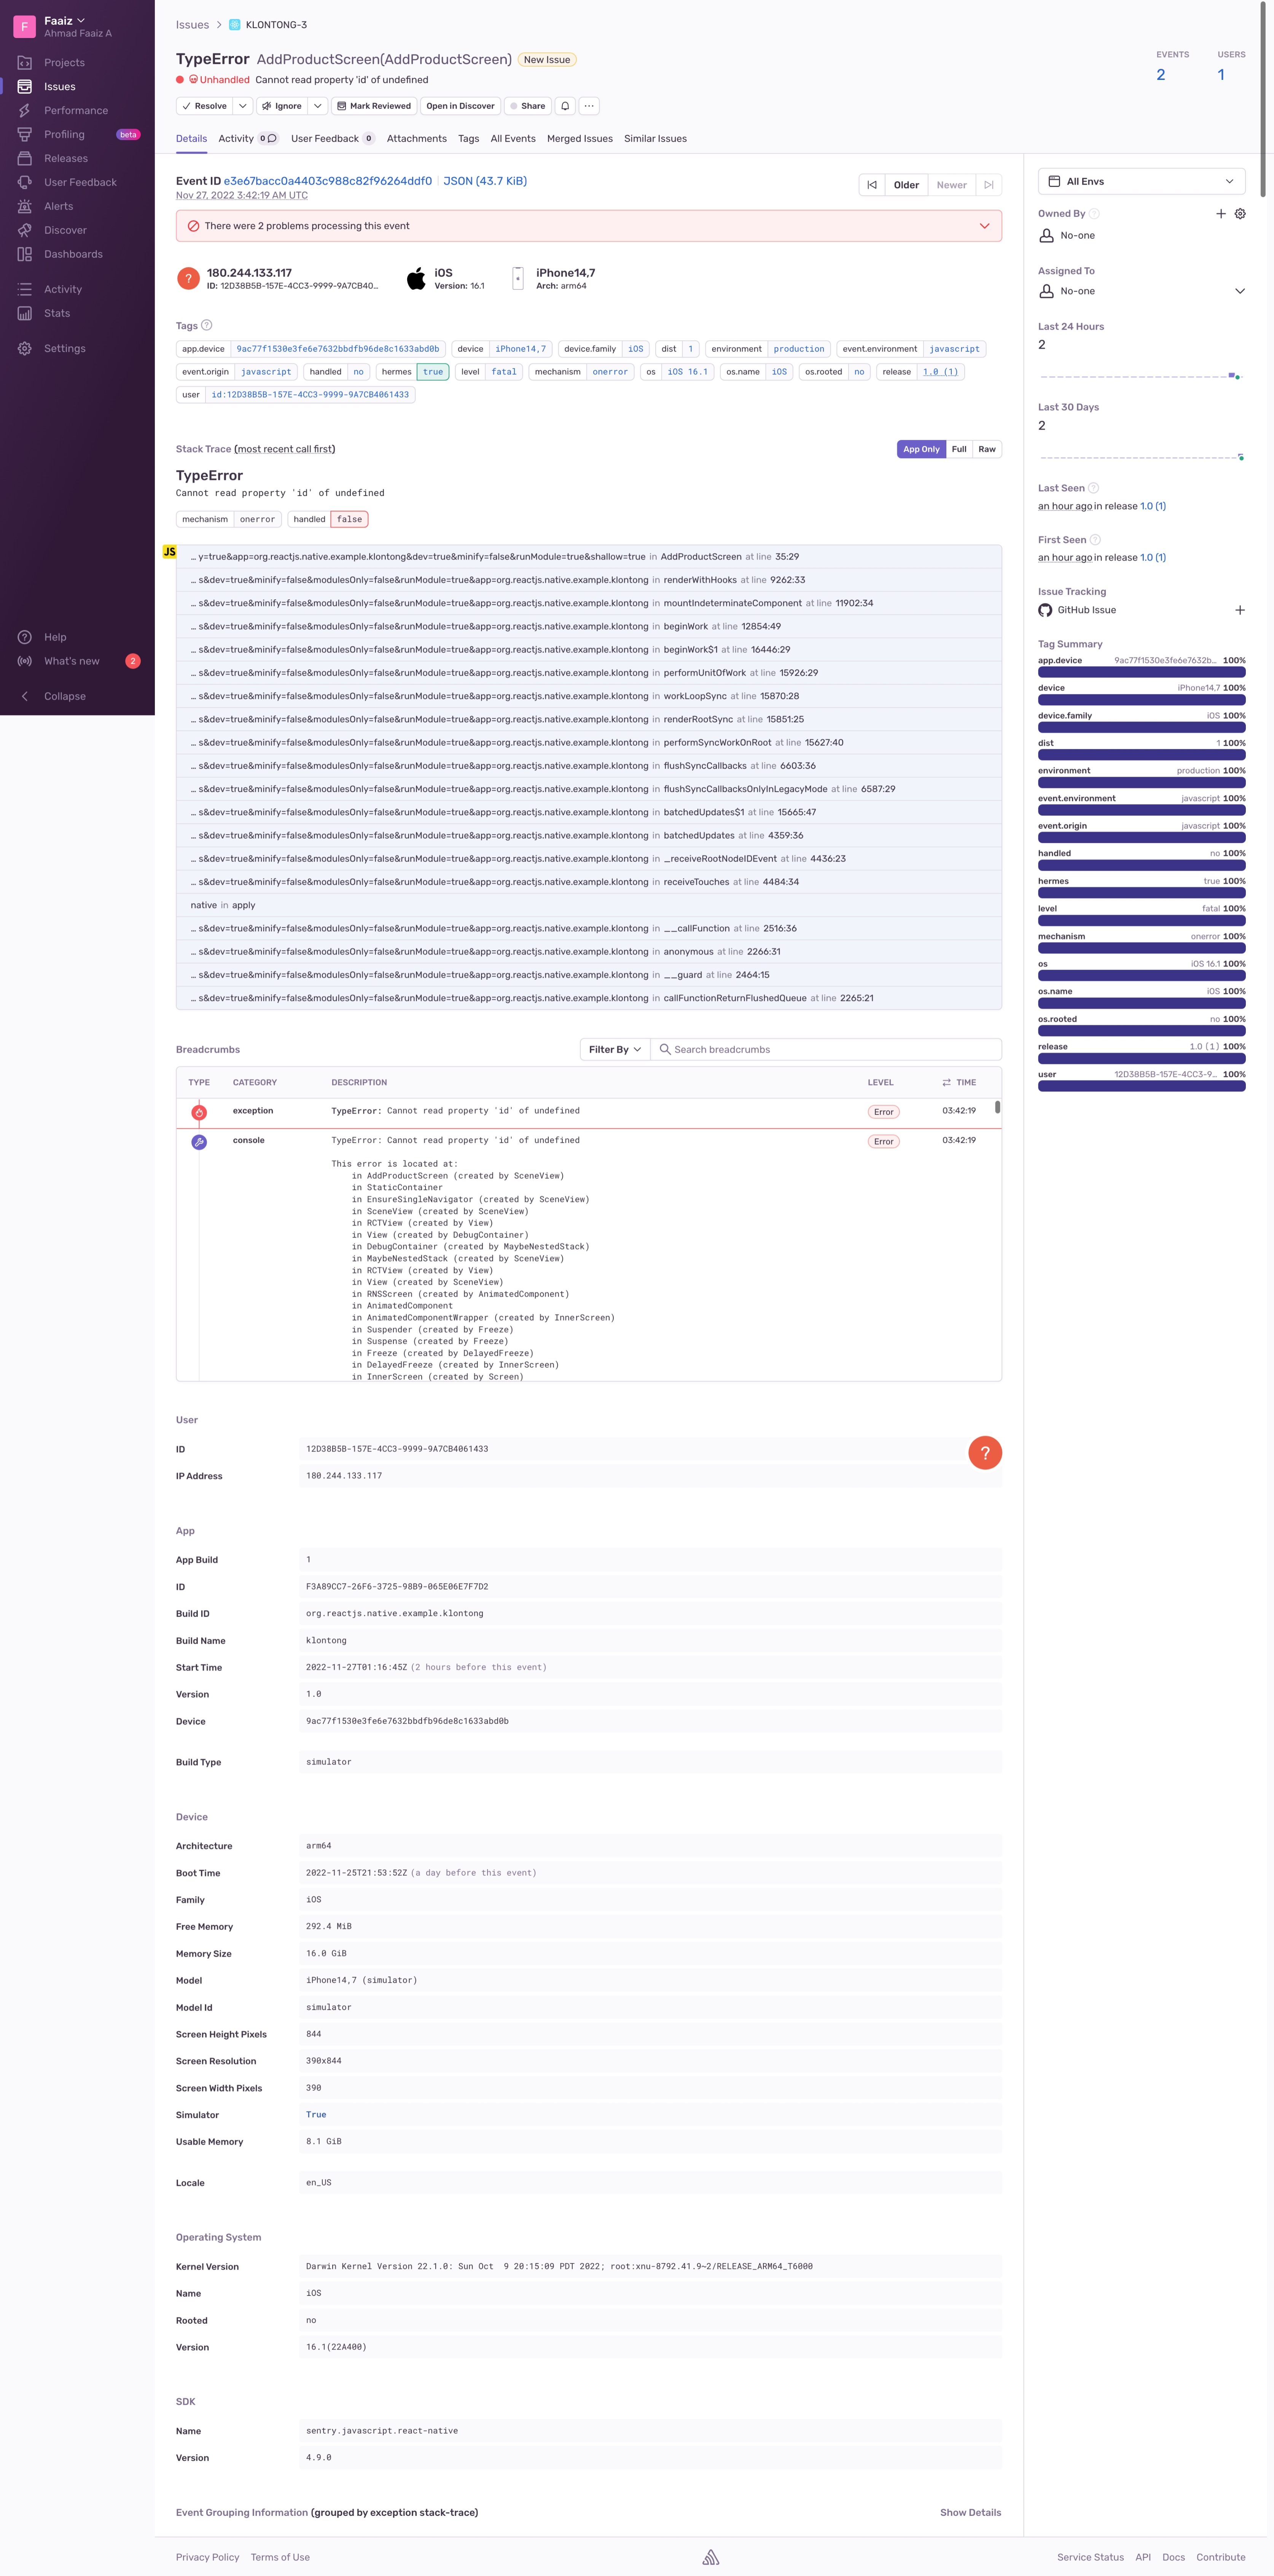 F
Faaiz
Ahmad Faaiz A
Projects
Issues
Performance
Profiling beta
Releases
User Feedback
Alerts
Discover
Dashboards
Activity
Stats
Settings
Help
What's new 2
Collapse
Issues > KLONTONG-3
TypeError AddProductScreen(AddProductScreen) New Issue
Unhandled Cannot read property 'id' of undefined
EVENTS USERS
2 1
Resolve Ignore Mark Reviewed Open in Discover Share
Details Activity 0 User Feedback 0 Attachments Tags All Events Merged Issues Similar Issues
Event ID e3e67bacc0a4403c988c82f96264ddf0 JSON (43.7 KiB)
Nov 27, 2022 3:42:19 AM UTC
Older Newer
There were 2 problems processing this event
? 180.244.133.117 iOS iPhone14,7
ID: 12D38B5B-157E-4CC3-9999-9A7CB40... Version: 16.1 Arch: arm64
Tags ?
app.device 9ac77f1530e3fe6e7632bbdfb96de8c1633abd0b device iPhone14,7 device.family iOS dist 1 environment production event.environment javascript
event.origin javascript handled no hermes true level fatal mechanism onerror os iOS 16.1 os.name iOS os.rooted no release 1.0 (1)
user id:12D38B5B-157E-4CC3-9999-9A7CB4061433
Stack Trace (most recent call first) App Only Full Raw
TypeError
Cannot read property 'id' of undefined
mechanism onerror handled false
JS
... y=true&app=org.reactjs.native.example.klontong&dev=true&minify=false&runModule=true&shallow=true in AddProductScreen at line 35:29
... s&dev=true&minify=false&modulesOnly=false&runModule=true&app=org.reactjs.native.example.klontong in renderWithHooks at line 9262:33
... s&dev=true&minify=false&modulesOnly=false&runModule=true&app=org.reactjs.native.example.klontong in mountIndeterminateComponent at line 11902:34
... s&dev=true&minify=false&modulesOnly=false&runModule=true&app=org.reactjs.native.example.klontong in beginWork at line 12854:49
... s&dev=true&minify=false&modulesOnly=false&runModule=true&app=org.reactjs.native.example.klontong in beginWork$1 at line 16446:29
... s&dev=true&minify=false&modulesOnly=false&runModule=true&app=org.reactjs.native.example.klontong in performUnitOfWork at line 15926:29
... s&dev=true&minify=false&modulesOnly=false&runModule=true&app=org.reactjs.native.example.klontong in workLoopSync at line 15870:28
... s&dev=true&minify=false&modulesOnly=false&runModule=true&app=org.reactjs.native.example.klontong in renderRootSync at line 15851:25
... s&dev=true&minify=false&modulesOnly=false&runModule=true&app=org.reactjs.native.example.klontong in performSyncWorkOnRoot at line 15627:40
... s&dev=true&minify=false&modulesOnly=false&runModule=true&app=org.reactjs.native.example.klontong in flushSyncCallbacks at line 6603:36
... s&dev=true&minify=false&modulesOnly=false&runModule=true&app=org.reactjs.native.example.klontong in flushSyncCallbacksOnlyInLegacyMode at line 6587:29
... s&dev=true&minify=false&modulesOnly=false&runModule=true&app=org.reactjs.native.example.klontong in batchedUpdates$1 at line 15665:47
... s&dev=true&minify=false&modulesOnly=false&runModule=true&app=org.reactjs.native.example.klontong in batchedUpdates at line 4359:36
... s&dev=true&minify=false&modulesOnly=false&runModule=true&app=org.reactjs.native.example.klontong in _receiveRootNodeIDEvent at line 4436:23
... s&dev=true&minify=false&modulesOnly=false&runModule=true&app=org.reactjs.native.example.klontong in receiveTouches at line 4484:34
native in apply
... s&dev=true&minify=false&modulesOnly=false&runModule=true&app=org.reactjs.native.example.klontong in __callFunction at line 2516:36
... s&dev=true&minify=false&modulesOnly=false&runModule=true&app=org.reactjs.native.example.klontong in anonymous at line 2266:31
... s&dev=true&minify=false&modulesOnly=false&runModule=true&app=org.reactjs.native.example.klontong in __guard at line 2464:15
... s&dev=true&minify=false&modulesOnly=false&runModule=true&app=org.reactjs.native.example.klontong in callFunctionReturnFlushedQueue at line 2265:21
Breadcrumbs Filter By Search breadcrumbs
TYPE CATEGORY DESCRIPTION LEVEL TIME
exception TypeError: Cannot read property 'id' of undefined Error 03:42:19
console TypeError: Cannot read property 'id' of undefined Error 03:42:19
This error is located at:
in AddProductScreen (created by SceneView)
in StaticContainer
in EnsureSingleNavigator (created by SceneView)
in SceneView (created by SceneView)
in RCTView (created by View)
in View (created by DebugContainer)
in DebugContainer (created by MaybeNestedStack)
in MaybeNestedStack (created by SceneView)
in RCTView (created by View)
in View (created by SceneView)
in RNSScreen (created by AnimatedComponent)
in AnimatedComponent
in AnimatedComponentWrapper (created by InnerScreen)
in Suspender (created by Freeze)
in Suspense (created by Freeze)
in Freeze (created by DelayedFreeze)
in DelayedFreeze (created by InnerScreen)
in InnerScreen (created by Screen)
User
ID 12D38B5B-157E-4CC3-9999-9A7CB4061433
?
IP Address 180.244.133.117
App
App Build 1
ID F3A89CC7-26F6-3725-98B9-065E06E7F7D2
Build ID org.reactjs.native.example.klontong
Build Name klontong
Start Time 2022-11-27T01:16:45Z (2 hours before this event)
Version 1.0
Device 9ac77f1530e3fe6e7632bbdfb96de8c1633abd0b
Build Type simulator
Device
Architecture arm64
Boot Time 2022-11-25T21:53:52Z (a day before this event)
Family iOS
Free Memory 292.4 MiB
Memory Size 16.0 GiB
Model iPhone14,7 (simulator)
Model Id simulator
Screen Height Pixels 844
Screen Resolution 390x844
Screen Width Pixels 390
Simulator True
Usable Memory 8.1 GiB
Locale en_US
Operating System
Kernel Version Darwin Kernel Version 22.1.0: Sun Oct  9 20:15:09 PDT 2022; root:xnu-8792.41.9~2/RELEASE_ARM64_T6000
Name iOS
Rooted no
Version 16.1(22A400)
SDK
Name sentry.javascript.react-native
Version 4.9.0
Event Grouping Information (grouped by exception stack-trace) Show Details
All Envs
Owned By ?
No-one
Assigned To
No-one
Last 24 Hours
2
Last 30 Days
2
Last Seen ?
an hour ago in release 1.0 (1)
First Seen ?
an hour ago in release 1.0 (1)
Issue Tracking
GitHub Issue
Tag Summary
app.device 9ac77f1530e3fe6e7632b... 100%
device iPhone14,7 100%
device.family iOS 100%
dist 1 100%
environment production 100%
event.environment javascript 100%
event.origin javascript 100%
handled no 100%
hermes true 100%
level fatal 100%
mechanism onerror 100%
os iOS 16.1 100%
os.name iOS 100%
os.rooted no 100%
release 1.0 (1) 100%
user 12D38B5B-157E-4CC3-9... 100%
Privacy Policy Terms of Use Service Status API Docs Contribute